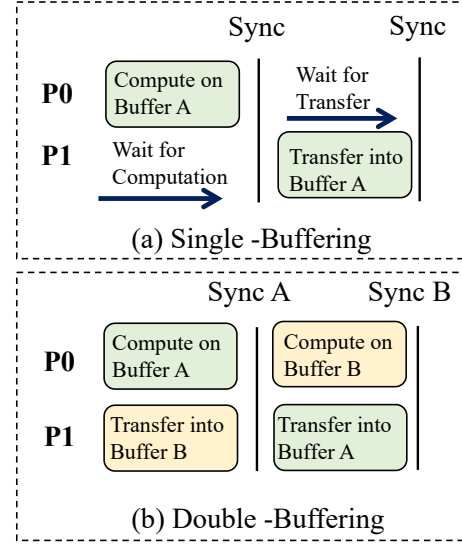 Sync Sync
P0
Compute on
Buffer A
Wait for
Transfer
P1
Wait for
Computation
Transfer into
Buffer A
(a) Single -Buffering
Sync A Sync B
P0
Compute on
Buffer A
Compute on
Buffer B
P1
Transfer into
Buffer B
Transfer into
Buffer A
(b) Double -Buffering